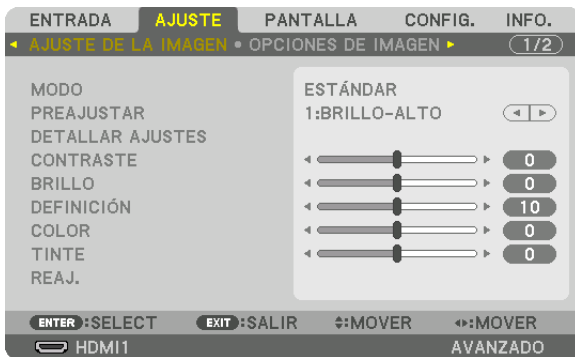 ENTRADA AJUSTE PANTALLA CONFIG. INFO.
AJUSTE DE LA IMAGEN • OPCIONES DE IMAGEN 1/2
MODO ESTÁNDAR
PREAJUSTAR 1:BRILLO-ALTO
DETALLAR AJUSTES
CONTRASTE 0
BRILLO 0
DEFINICIÓN 10
COLOR 0
TINTE 0
REAJ.
ENTER:SELECT EXIT:SALIR :MOVER :MOVER
HDMI1 AVANZADO